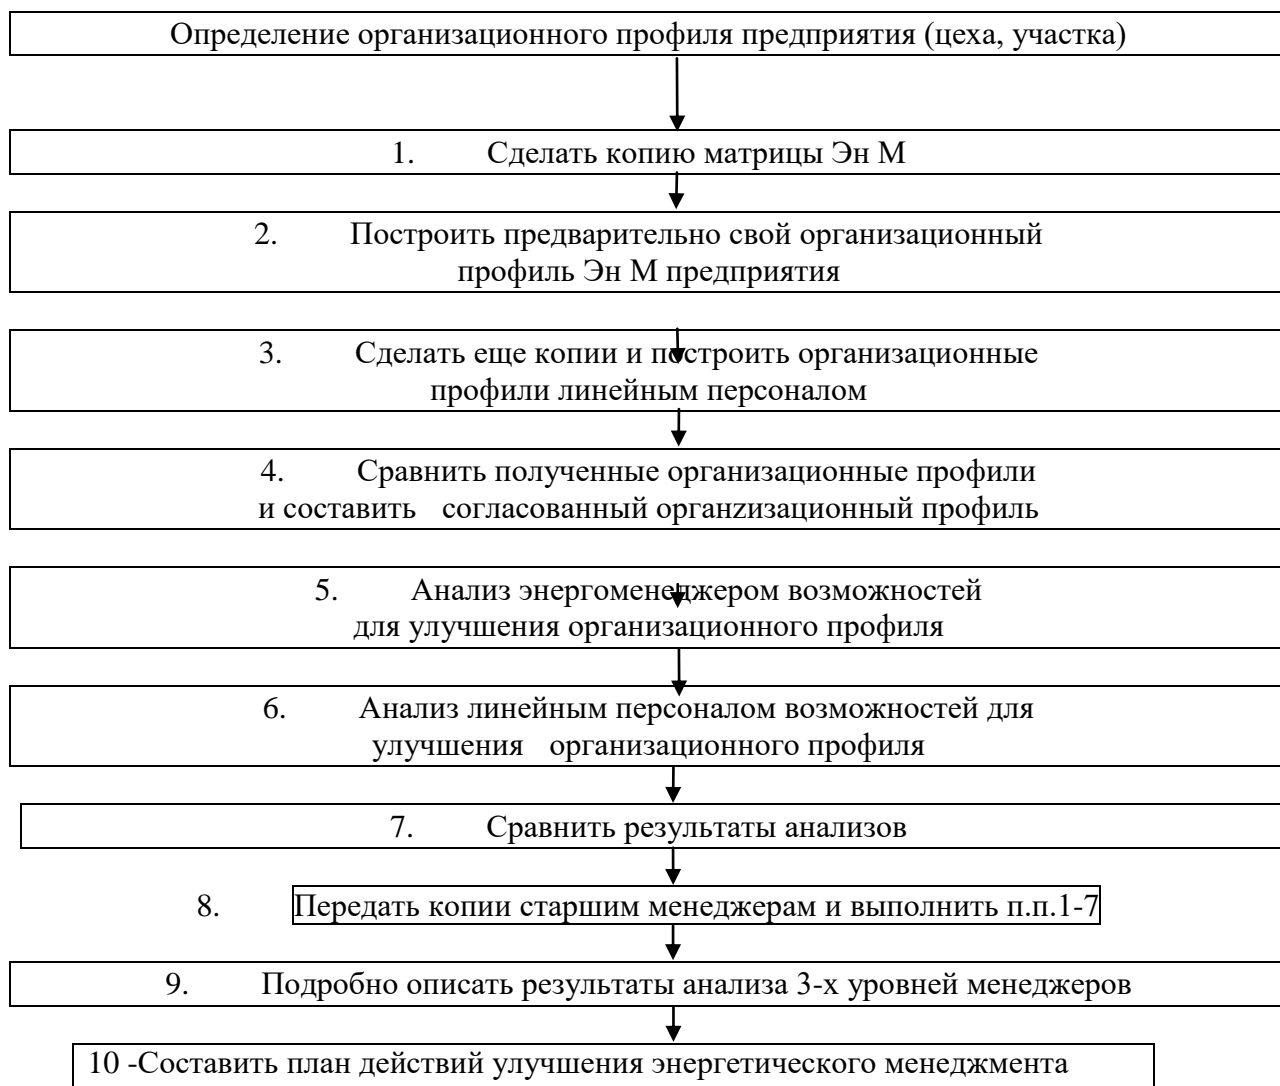 Определение организационного профиля предприятия (цеха, участка)
1. Сделать копию матрицы Эн М
2. Построить предварительно свой организационный
профиль Эн М предприятия
3. Сделать еще копии и построить организационные
профили линейным персоналом
4. Сравнить полученные организационные профили
и составить согласованный органzизационный профиль
5. Анализ энергоменеджером возможностей
для улучшения организационного профиля
6. Анализ линейным персоналом возможностей для
улучшения организационного профиля
7. Сравнить результаты анализов
8. Передать копии старшим менеджерам и выполнить п.п.1-7
9. Подробно описать результаты анализа 3-х уровней менеджеров
10 -Составить план действий улучшения энергетического менеджмента